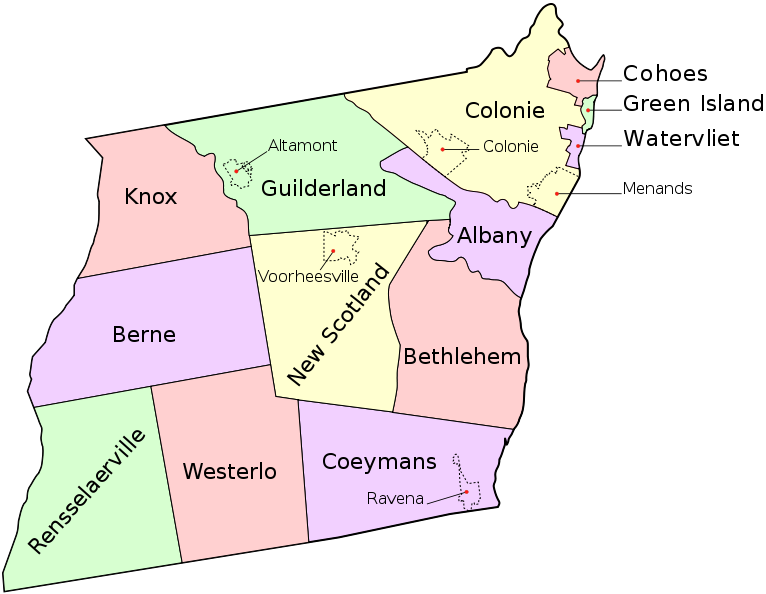 Cohoes
Green Island
Colonie
Watervliet
Altamont
Colonie
Guilderland
Menands
Knox
Albany
Voorheesville
New Scotland
Berne
Bethlehem
Coeymans
Westerlo
Rensselaerville
Ravena